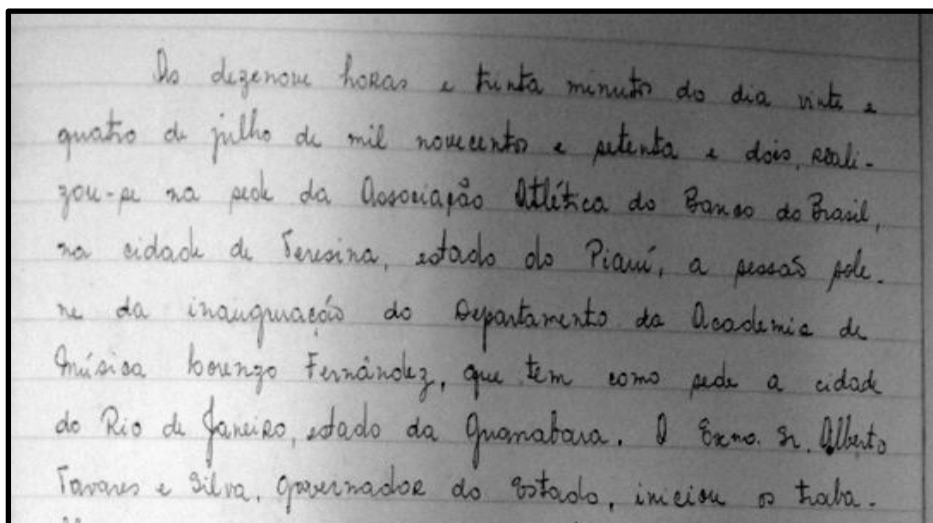 As dezenove horas e trinta minutos do dia vinte e
quatro de julho de mil novecentos e setenta e dois, reali-
zou-se na sede da Associação Atlética do Banco do Brasil,
na cidade de Teresina, estado do Piauí, a sessão sole-
ne da inauguração do Departamento da Academia de
Música Lorenzo Fernândez, que tem como sede a cidade
do Rio de Janeiro, estado da Guanabara. O Exmo. Sr. Alberto
Tavares e Silva, Governador do Estado, iniciou os traba-